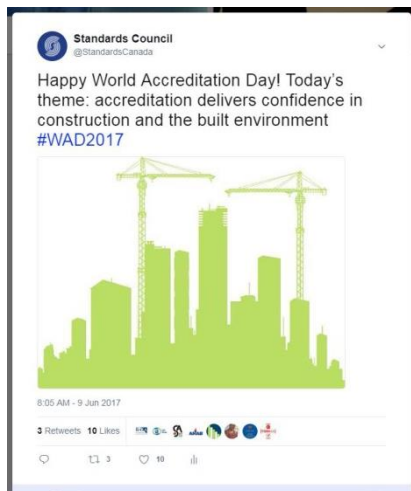 Standards Council
@StandardsCanada
Happy World Accreditation Day! Today's
theme: accreditation delivers confidence in
construction and the built environment
#WAD2017
8:05 AM - 9 Jun 2017
3 Retweets 10 Likes
3 10